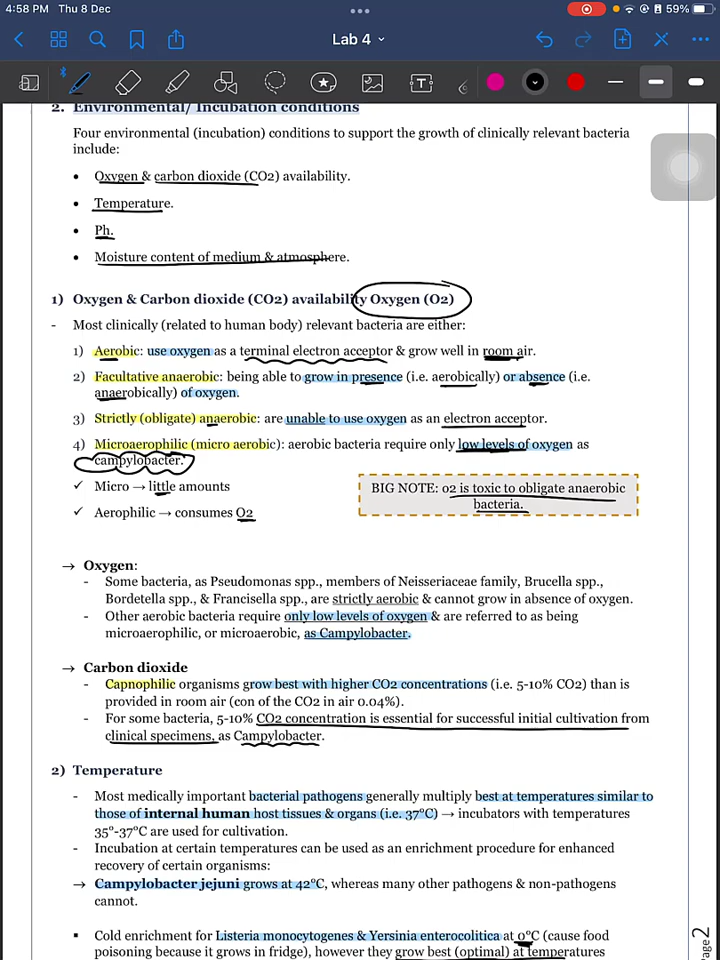 4:58 PM Thu 8 Dec
59%
Lab 4
2. Environmental/ Incubation conditions
Four environmental (incubation) conditions to support the growth of clinically relevant bacteria
include:
• Oxygen & carbon dioxide (CO2) availability.
• Temperature.
• Ph.
• Moisture content of medium & atmosphere.
1) Oxygen & Carbon dioxide (CO2) availability Oxygen (O2)
- Most clinically (related to human body) relevant bacteria are either:
1) Aerobic: use oxygen as a terminal electron acceptor & grow well in room air.
2) Facultative anaerobic: being able to grow in presence (i.e. aerobically) or absence (i.e.
anaerobically) of oxygen.
3) Strictly (obligate) anaerobic: are unable to use oxygen as an electron acceptor.
4) Microaerophilic (micro aerobic): aerobic bacteria require only low levels of oxygen as
campylobacter.
✓ Micro → little amounts
✓ Aerophilic → consumes O2
BIG NOTE: o2 is toxic to obligate anaerobic
bacteria.
→ Oxygen:
- Some bacteria, as Pseudomonas spp., members of Neisseriaceae family, Brucella spp.,
Bordetella spp., & Francisella spp., are strictly aerobic & cannot grow in absence of oxygen.
- Other aerobic bacteria require only low levels of oxygen & are referred to as being
microaerophilic, or microaerobic, as Campylobacter.
→ Carbon dioxide
- Capnophilic organisms grow best with higher CO2 concentrations (i.e. 5-10% CO2) than is
provided in room air (con of the CO2 in air 0.04%).
- For some bacteria, 5-10% CO2 concentration is essential for successful initial cultivation from
clinical specimens, as Campylobacter.
2) Temperature
- Most medically important bacterial pathogens generally multiply best at temperatures similar to
those of internal human host tissues & organs (i.e. 37°C) → incubators with temperatures
35°-37°C are used for cultivation.
- Incubation at certain temperatures can be used as an enrichment procedure for enhanced
recovery of certain organisms:
→ Campylobacter jejuni grows at 42°C, whereas many other pathogens & non-pathogens
cannot.
▪ Cold enrichment for Listeria monocytogenes & Yersinia enterocolitica at 0°C (cause food
poisoning because it grows in fridge), however they grow best (optimal) at temperatures
Page 2